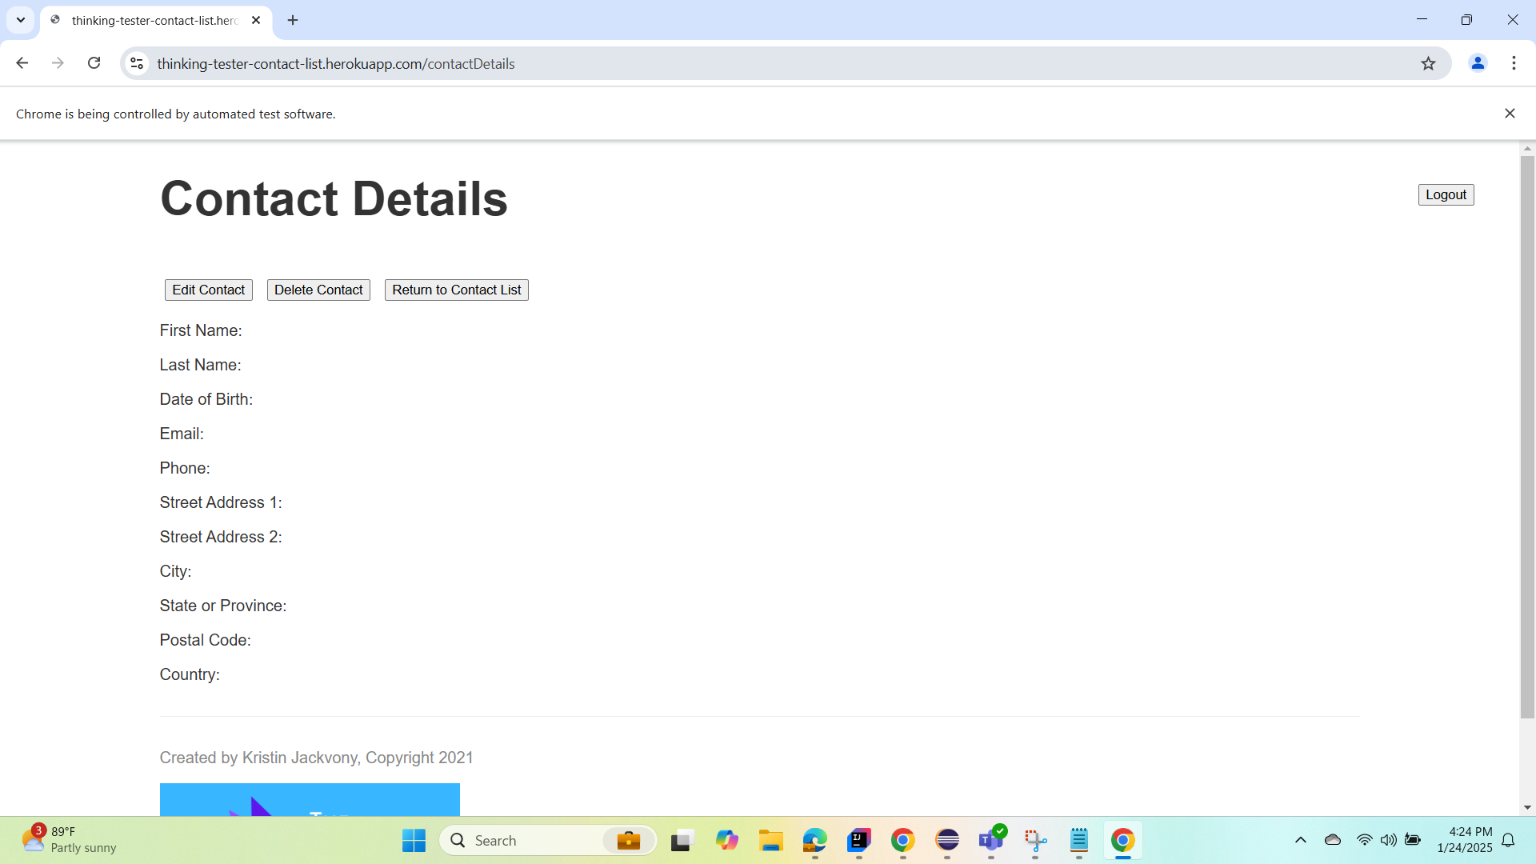 thinking-tester-contact-list.herc
thinking-tester-contact-list.herokuapp.com/contactDetails
Chrome is being controlled by automated test software.
Contact Details
Logout
Edit Contact
Delete Contact
Return to Contact List
First Name:
Last Name:
Date of Birth:
Email:
Phone:
Street Address 1:
Street Address 2:
City:
State or Province:
Postal Code:
Country:
Created by Kristin Jackvony, Copyright 2021
3
89°F
Partly sunny
Search
4:24 PM
1/24/2025